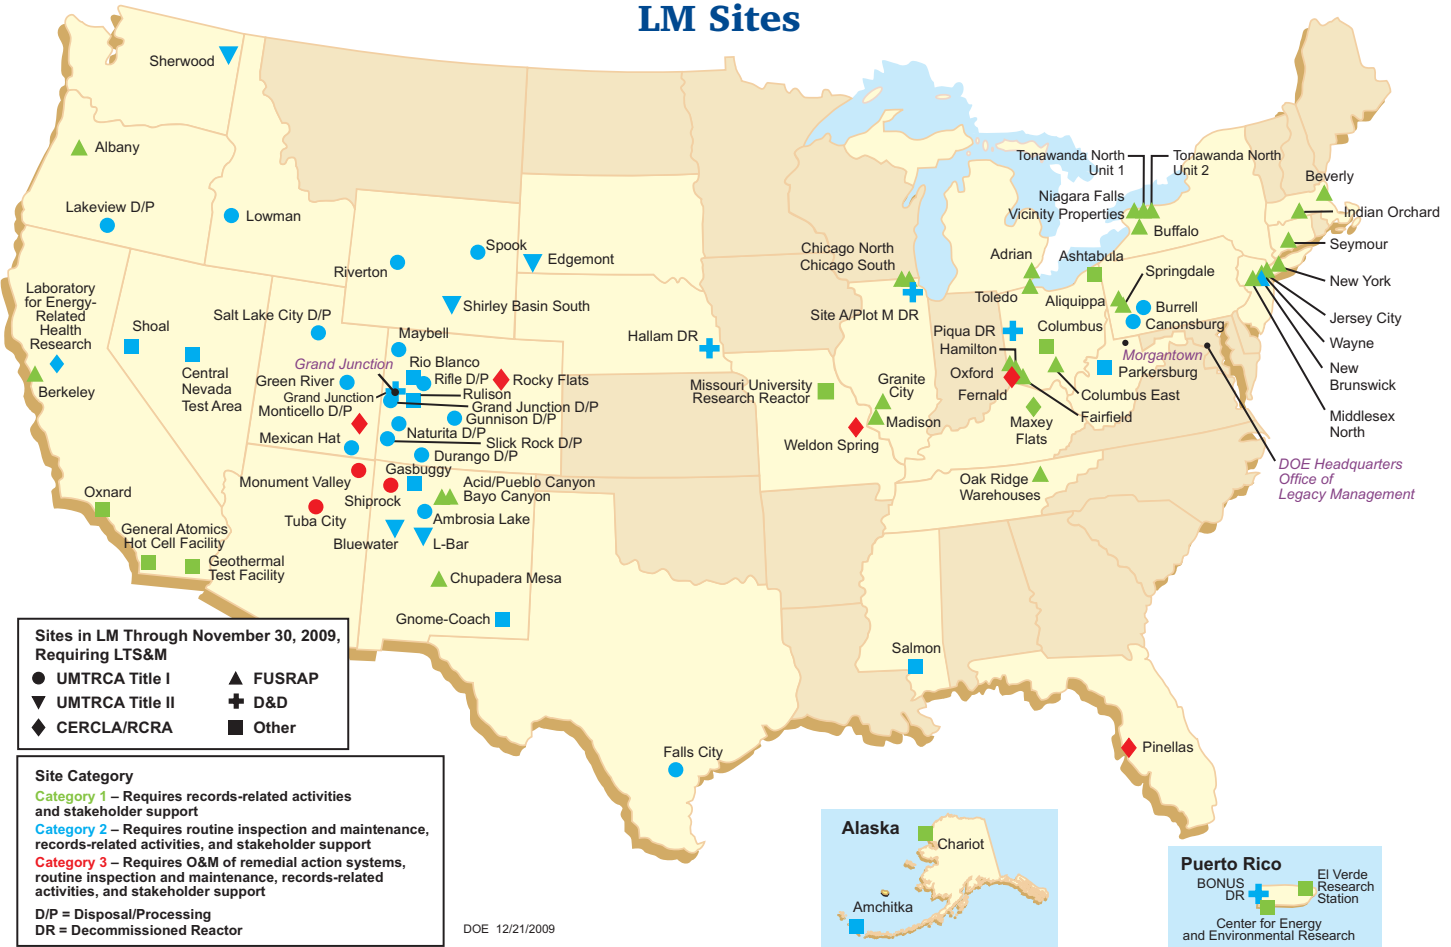 LM Sites
Sherwood
Albany
Lakeview D/P
Lowman
Spook
Riverton
Edgemont
Shirley Basin South
Laboratory
for Energy-
Related
Health
Research
Berkeley
Shoal
Central
Nevada
Test Area
Salt Lake City D/P
Maybell
Grand Junction
Rio Blanco
Green River
Rifle D/P
Rocky Flats
Grand Junction
Rulison
Monticello D/P
Grand Junction D/P
Gunnison D/P
Mexican Hat
Naturita D/P
Slick Rock D/P
Durango D/P
Gasbuggy
Monument Valley
Shiprock
Acid/Pueblo Canyon
Bayo Canyon
Tuba City
Ambrosia Lake
Bluewater
L-Bar
Oxnard
General Atomics
Hot Cell Facility
Geothermal
Test Facility
Chupadera Mesa
Gnome-Coach
Hallam DR
Missouri University
Research Reactor
Weldon Spring
Granite
City
Madison
Chicago North
Chicago South
Site A/Plot M DR
Adrian
Toledo
Ashtabula
Aliquippa
Springdale
Burrell
Canonsburg
Columbus
Piqua DR
Hamilton
Oxford
Fernald
Morgantown
Parkersburg
Columbus East
Fairfield
Maxey
Flats
Oak Ridge
Warehouses
Tonawanda North
Unit 1
Tonawanda North
Unit 2
Niagara Falls
Vicinity Properties
Buffalo
Beverly
Indian Orchard
Seymour
New York
Jersey City
Wayne
New
Brunswick
Middlesex
North
DOE Headquarters
Office of
Legacy Management
Salmon
Falls City
Pinellas
Sites in LM Through November 30, 2009,
Requiring LTS&M
UMTRCA Title I
FUSRAP
UMTRCA Title II
D&D
CERCLA/RCRA
Other
Site Category
Category 1 – Requires records-related activities
and stakeholder support
Category 2 – Requires routine inspection and maintenance,
records-related activities, and stakeholder support
Category 3 – Requires O&M of remedial action systems,
routine inspection and maintenance, records-related
activities, and stakeholder support
D/P = Disposal/Processing
DR = Decommissioned Reactor
DOE 12/21/2009
Alaska
Chariot
Amchitka
Puerto Rico
BONUS
DR
El Verde
Research
Station
Center for Energy
and Environmental Research